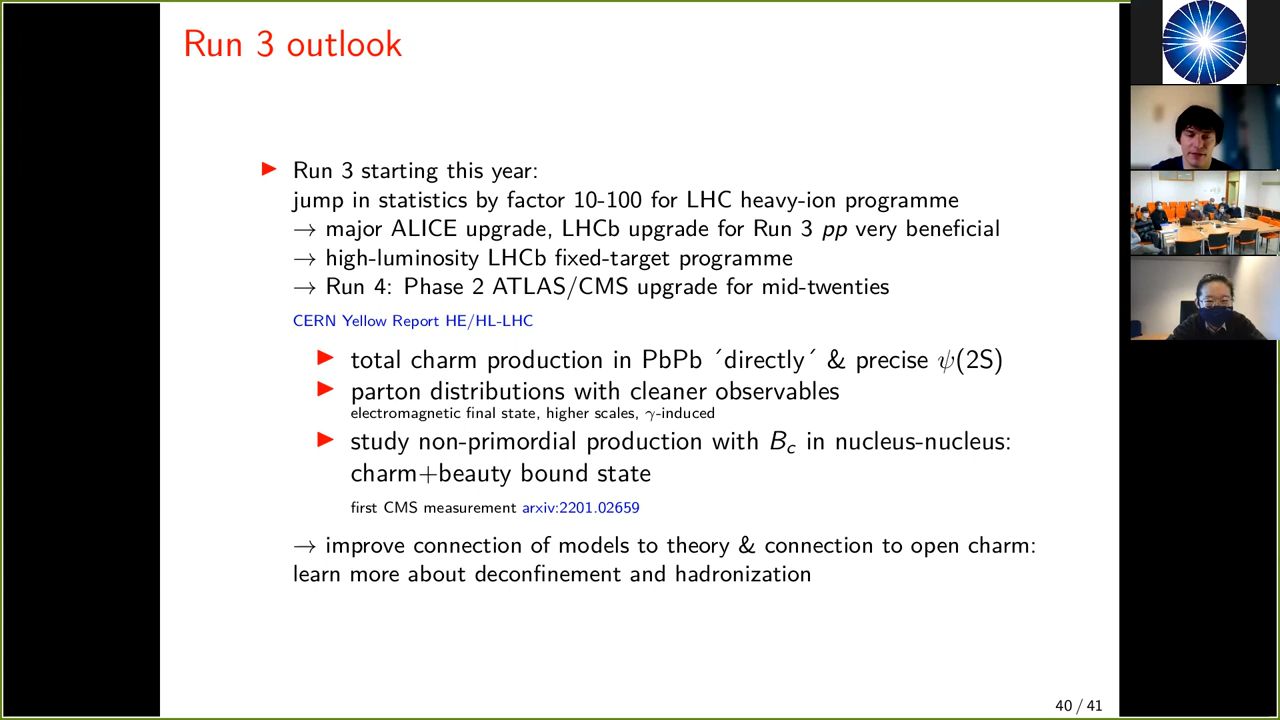 Run 3 outlook
▶ Run 3 starting this year:
jump in statistics by factor 10-100 for LHC heavy-ion programme
→ major ALICE upgrade, LHCb upgrade for Run 3 pp very beneficial
→ high-luminosity LHCb fixed-target programme
→ Run 4: Phase 2 ATLAS/CMS upgrade for mid-twenties
CERN Yellow Report HE/HL-LHC
▶ total charm production in PbPb ´directly´ & precise ψ(2S)
▶ parton distributions with cleaner observables
electromagnetic final state, higher scales, γ-induced
▶ study non-primordial production with Bc in nucleus-nucleus:
charm+beauty bound state
first CMS measurement arxiv:2201.02659
→ improve connection of models to theory & connection to open charm:
learn more about deconfinement and hadronization
40 / 41